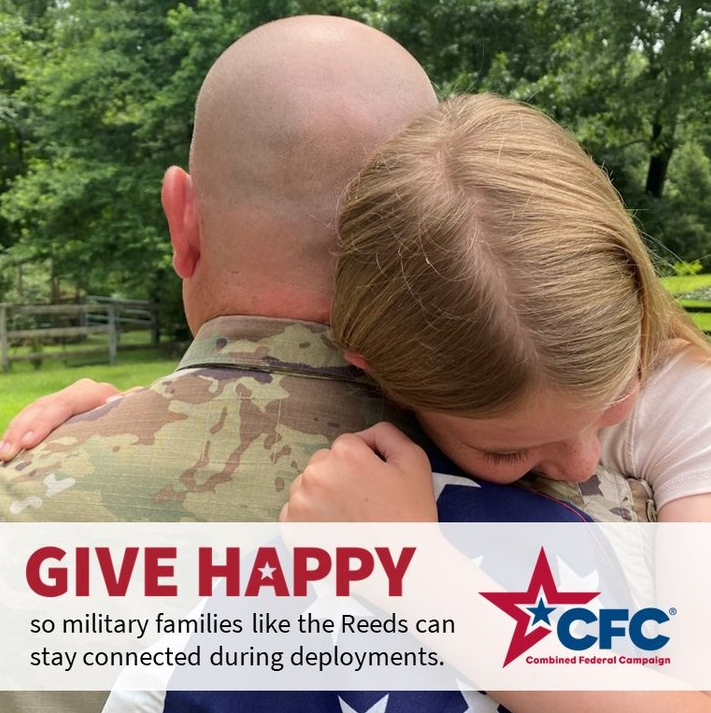 GIVE HAPPY
so military families like the Reeds can
stay connected during deployments.
CFC®
Combined Federal Campaign